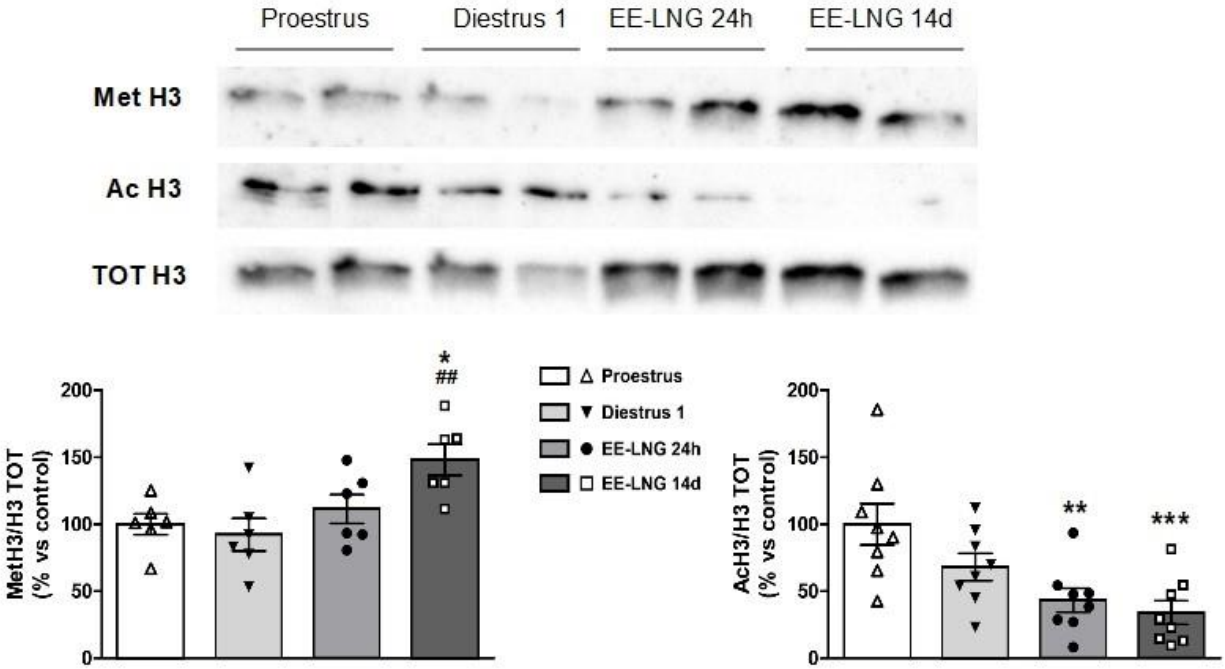 Proestrus Diestrus 1 EE-LNG 24h EE-LNG 14d
Met H3
Ac H3
TOT H3
MetH3/H3 TOT
(% vs control)
200
150
100
50
0
*
##
△ Proestrus
▼ Diestrus 1
● EE-LNG 24h
□ EE-LNG 14d
AcH3/H3 TOT
(% vs control)
200
150
100
50
0
**
***